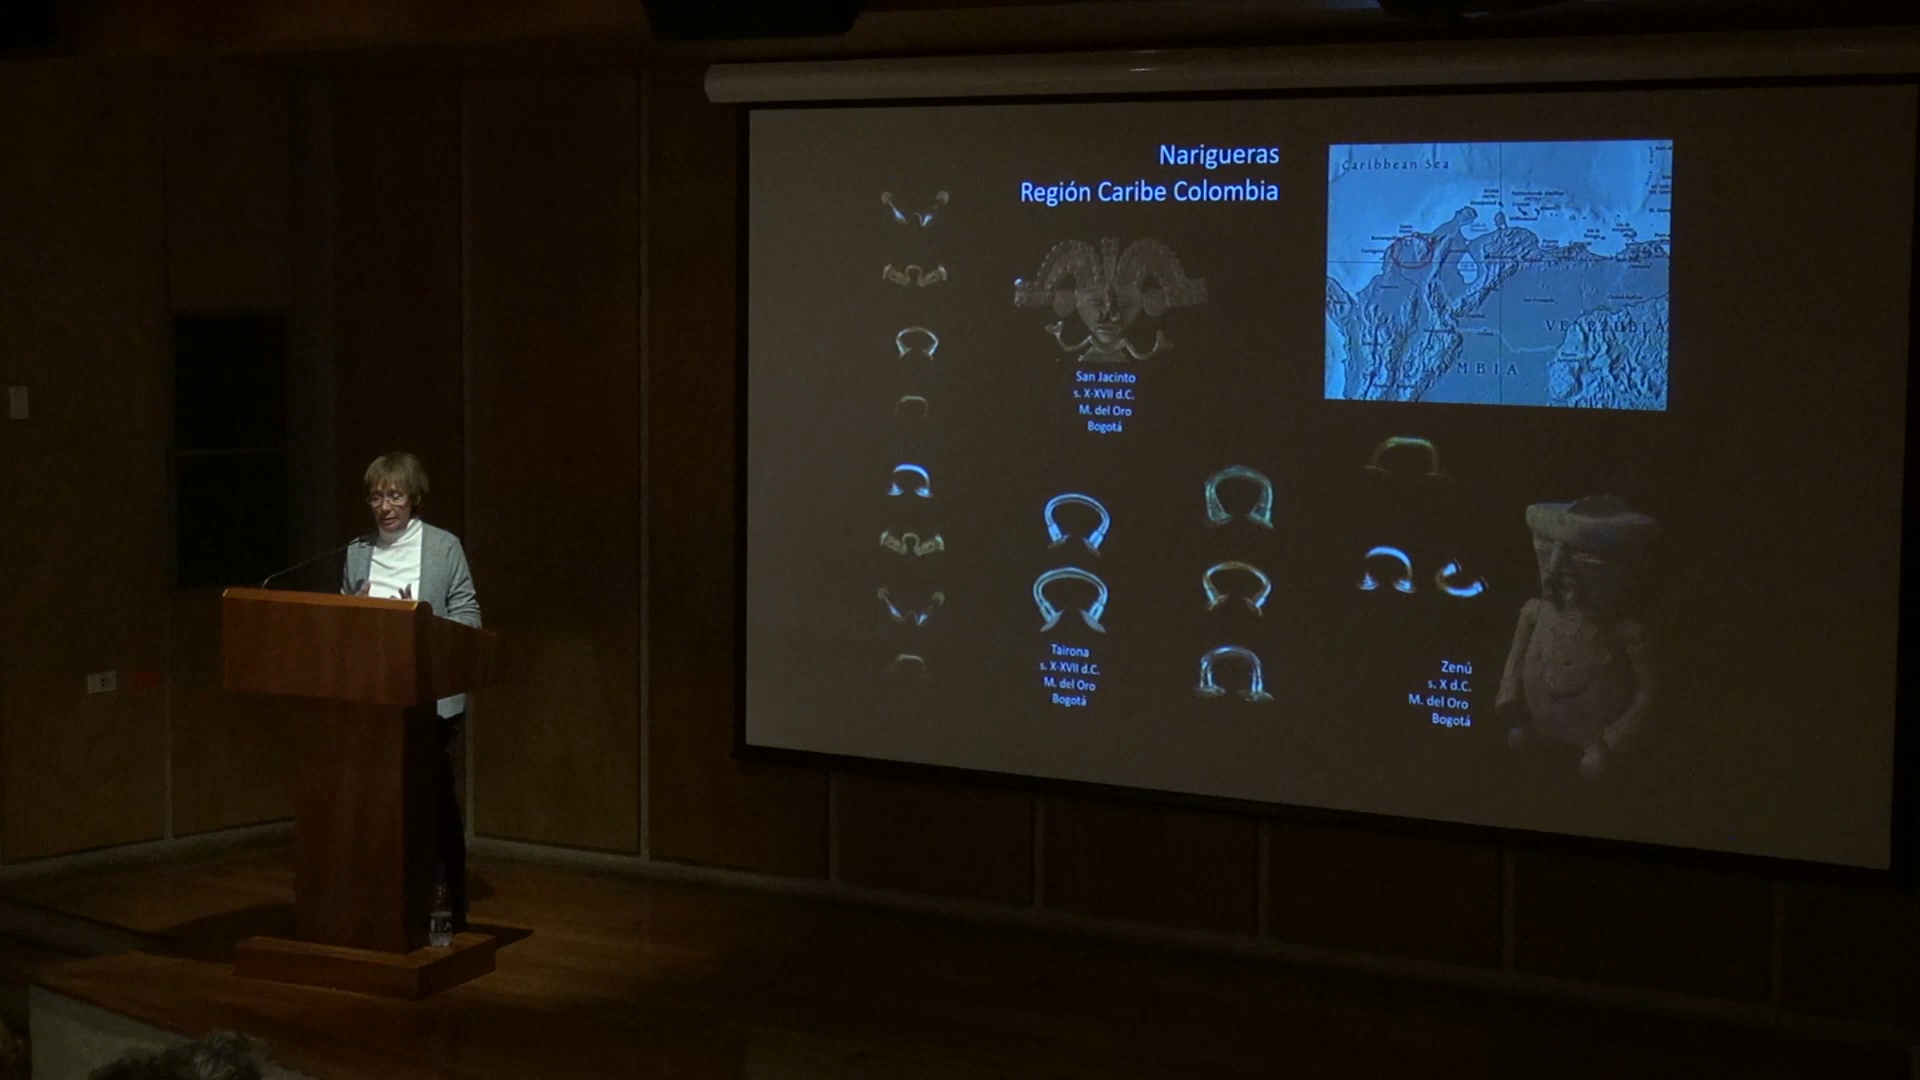 Narigueras
Región Caribe Colombia
Caribbean Sea
VENEZUELA
COLOMBIA
San Jacinto
s. X-XVII d.C.
M. del Oro
Bogotá
Tairona
s. X-XVII d.C.
M. del Oro
Bogotá
Zenú
s. X d.C.
M. del Oro
Bogotá